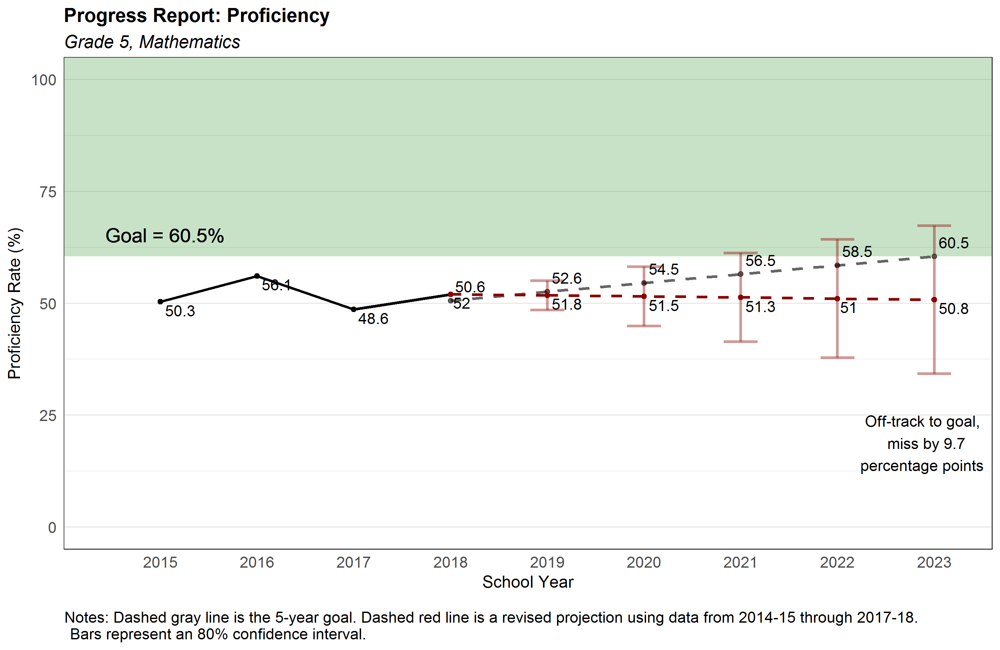 Progress Report: Proficiency
Grade 5, Mathematics
100
75
50
25
0
Proficiency Rate (%)
Goal = 60.5%
50.3
56.1
48.6
50.6
52
52.6
51.8
54.5
51.5
56.5
51.3
58.5
51
60.5
50.8
Off-track to goal,
miss by 9.7
percentage points
2015 2016 2017 2018 2019 2020 2021 2022 2023
School Year
Notes: Dashed gray line is the 5-year goal. Dashed red line is a revised projection using data from 2014-15 through 2017-18.
Bars represent an 80% confidence interval.